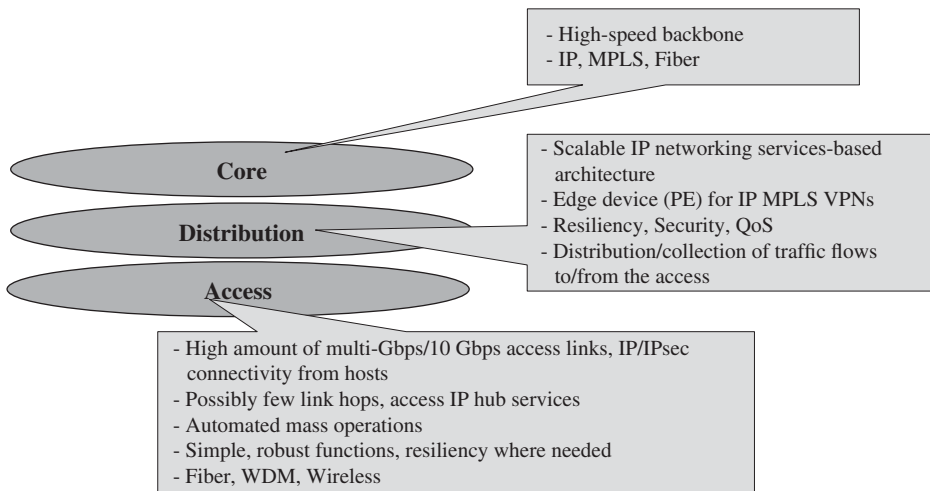 - High-speed backbone
- IP, MPLS, Fiber
Core
- Scalable IP networking services-based
architecture
- Edge device (PE) for IP MPLS VPNs
- Resiliency, Security, QoS
- Distribution/collection of traffic flows
to/from the access
Distribution
Access
- High amount of multi-Gbps/10 Gbps access links, IP/IPsec
connectivity from hosts
- Possibly few link hops, access IP hub services
- Automated mass operations
- Simple, robust functions, resiliency where needed
- Fiber, WDM, Wireless